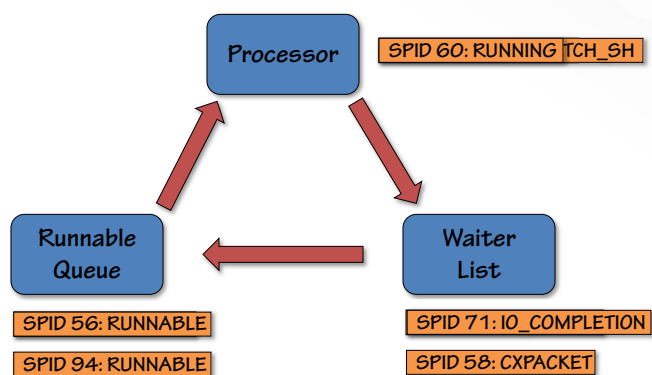 Processor
SPID 60: RUNNING TCH_SH
Runnable
Queue
Waiter
List
SPID 56: RUNNABLE
SPID 71: IO_COMPLETION
SPID 94: RUNNABLE
SPID 58: CXPACKET